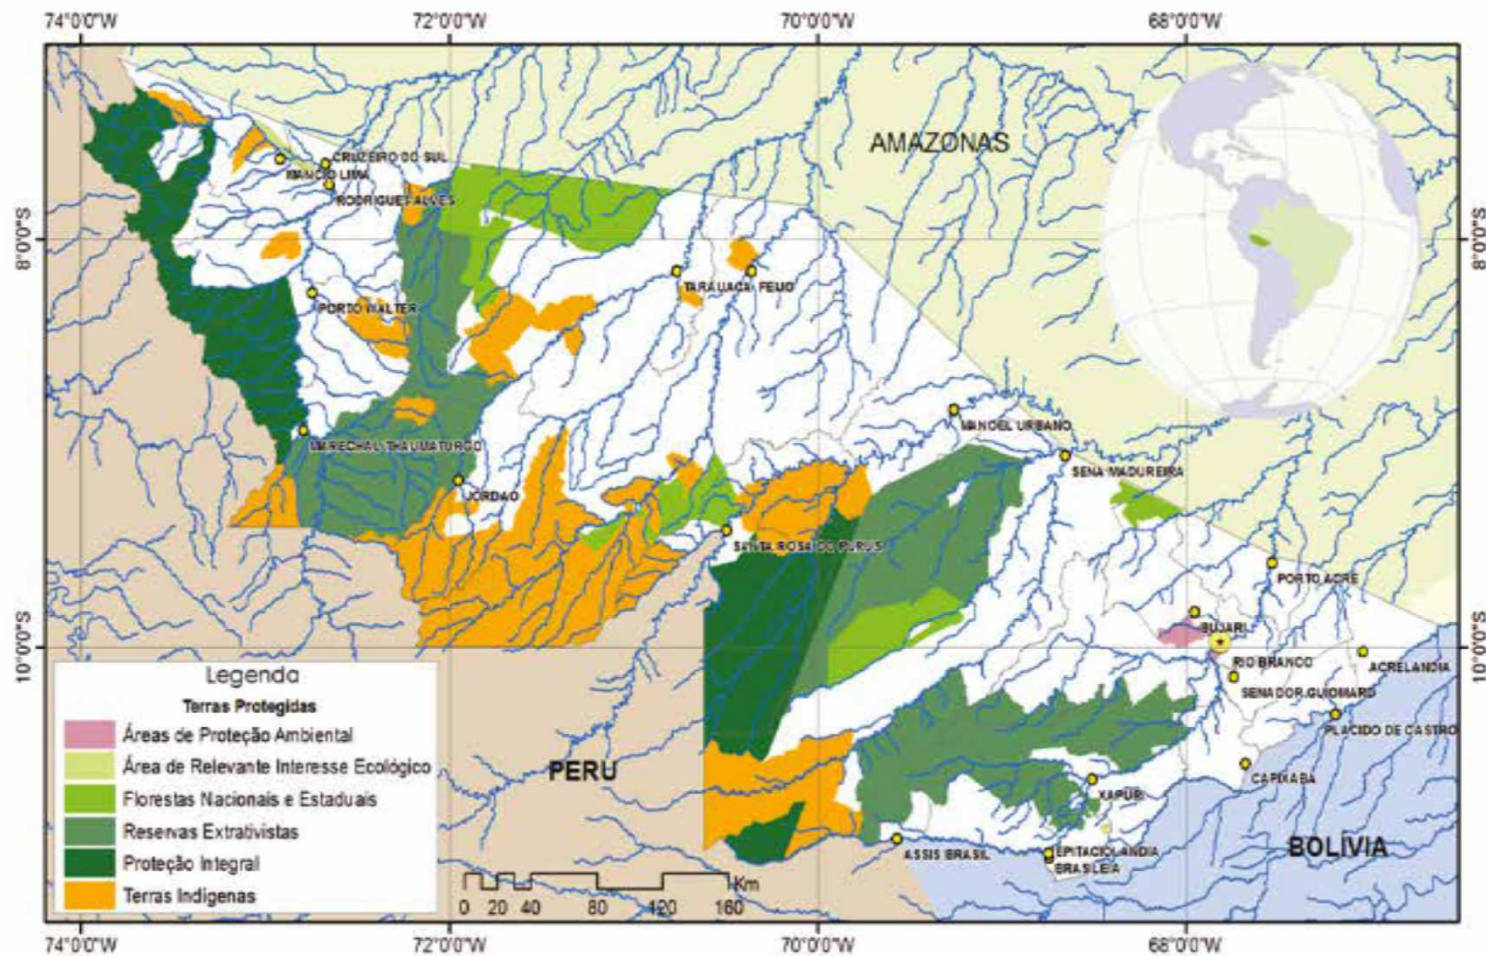 74°0'0"W 72°0'0"W 70°0'0"W 68°0'0"W
AMAZONAS
CRUZEIRO DO SUL
MANCIO LIMA
RODRIGUES ALVES
8°0'0"S
8°0'0"S
TARAUACA
FEIJO
PORTO WALTER
MANOEL URBANO
MARECHAL THAUMATURGO
SENA MADUREIRA
JORDAO
SANTA ROSA DO PURUS
PORTO ACRE
BUJARI
10°0'0"S
10°0'0"S
RIO BRANCO
ACRELANDIA
SENADOR GUIOMARD
PLACIDO DE CASTRO
PERU
CAPIXABA
XAPURI
BOLÍVIA
ASSIS BRASIL
EPITACIOLANDIA
BRASILEIA
Legenda
Terras Protegidas
Áreas de Proteção Ambiental
Área de Relevante Interesse Ecológico
Florestas Nacionais e Estaduais
Reservas Extrativistas
Proteção Integral
Terras Indígenas
Km
0 20 40 80 120 160
74°0'0"W 72°0'0"W 70°0'0"W 68°0'0"W